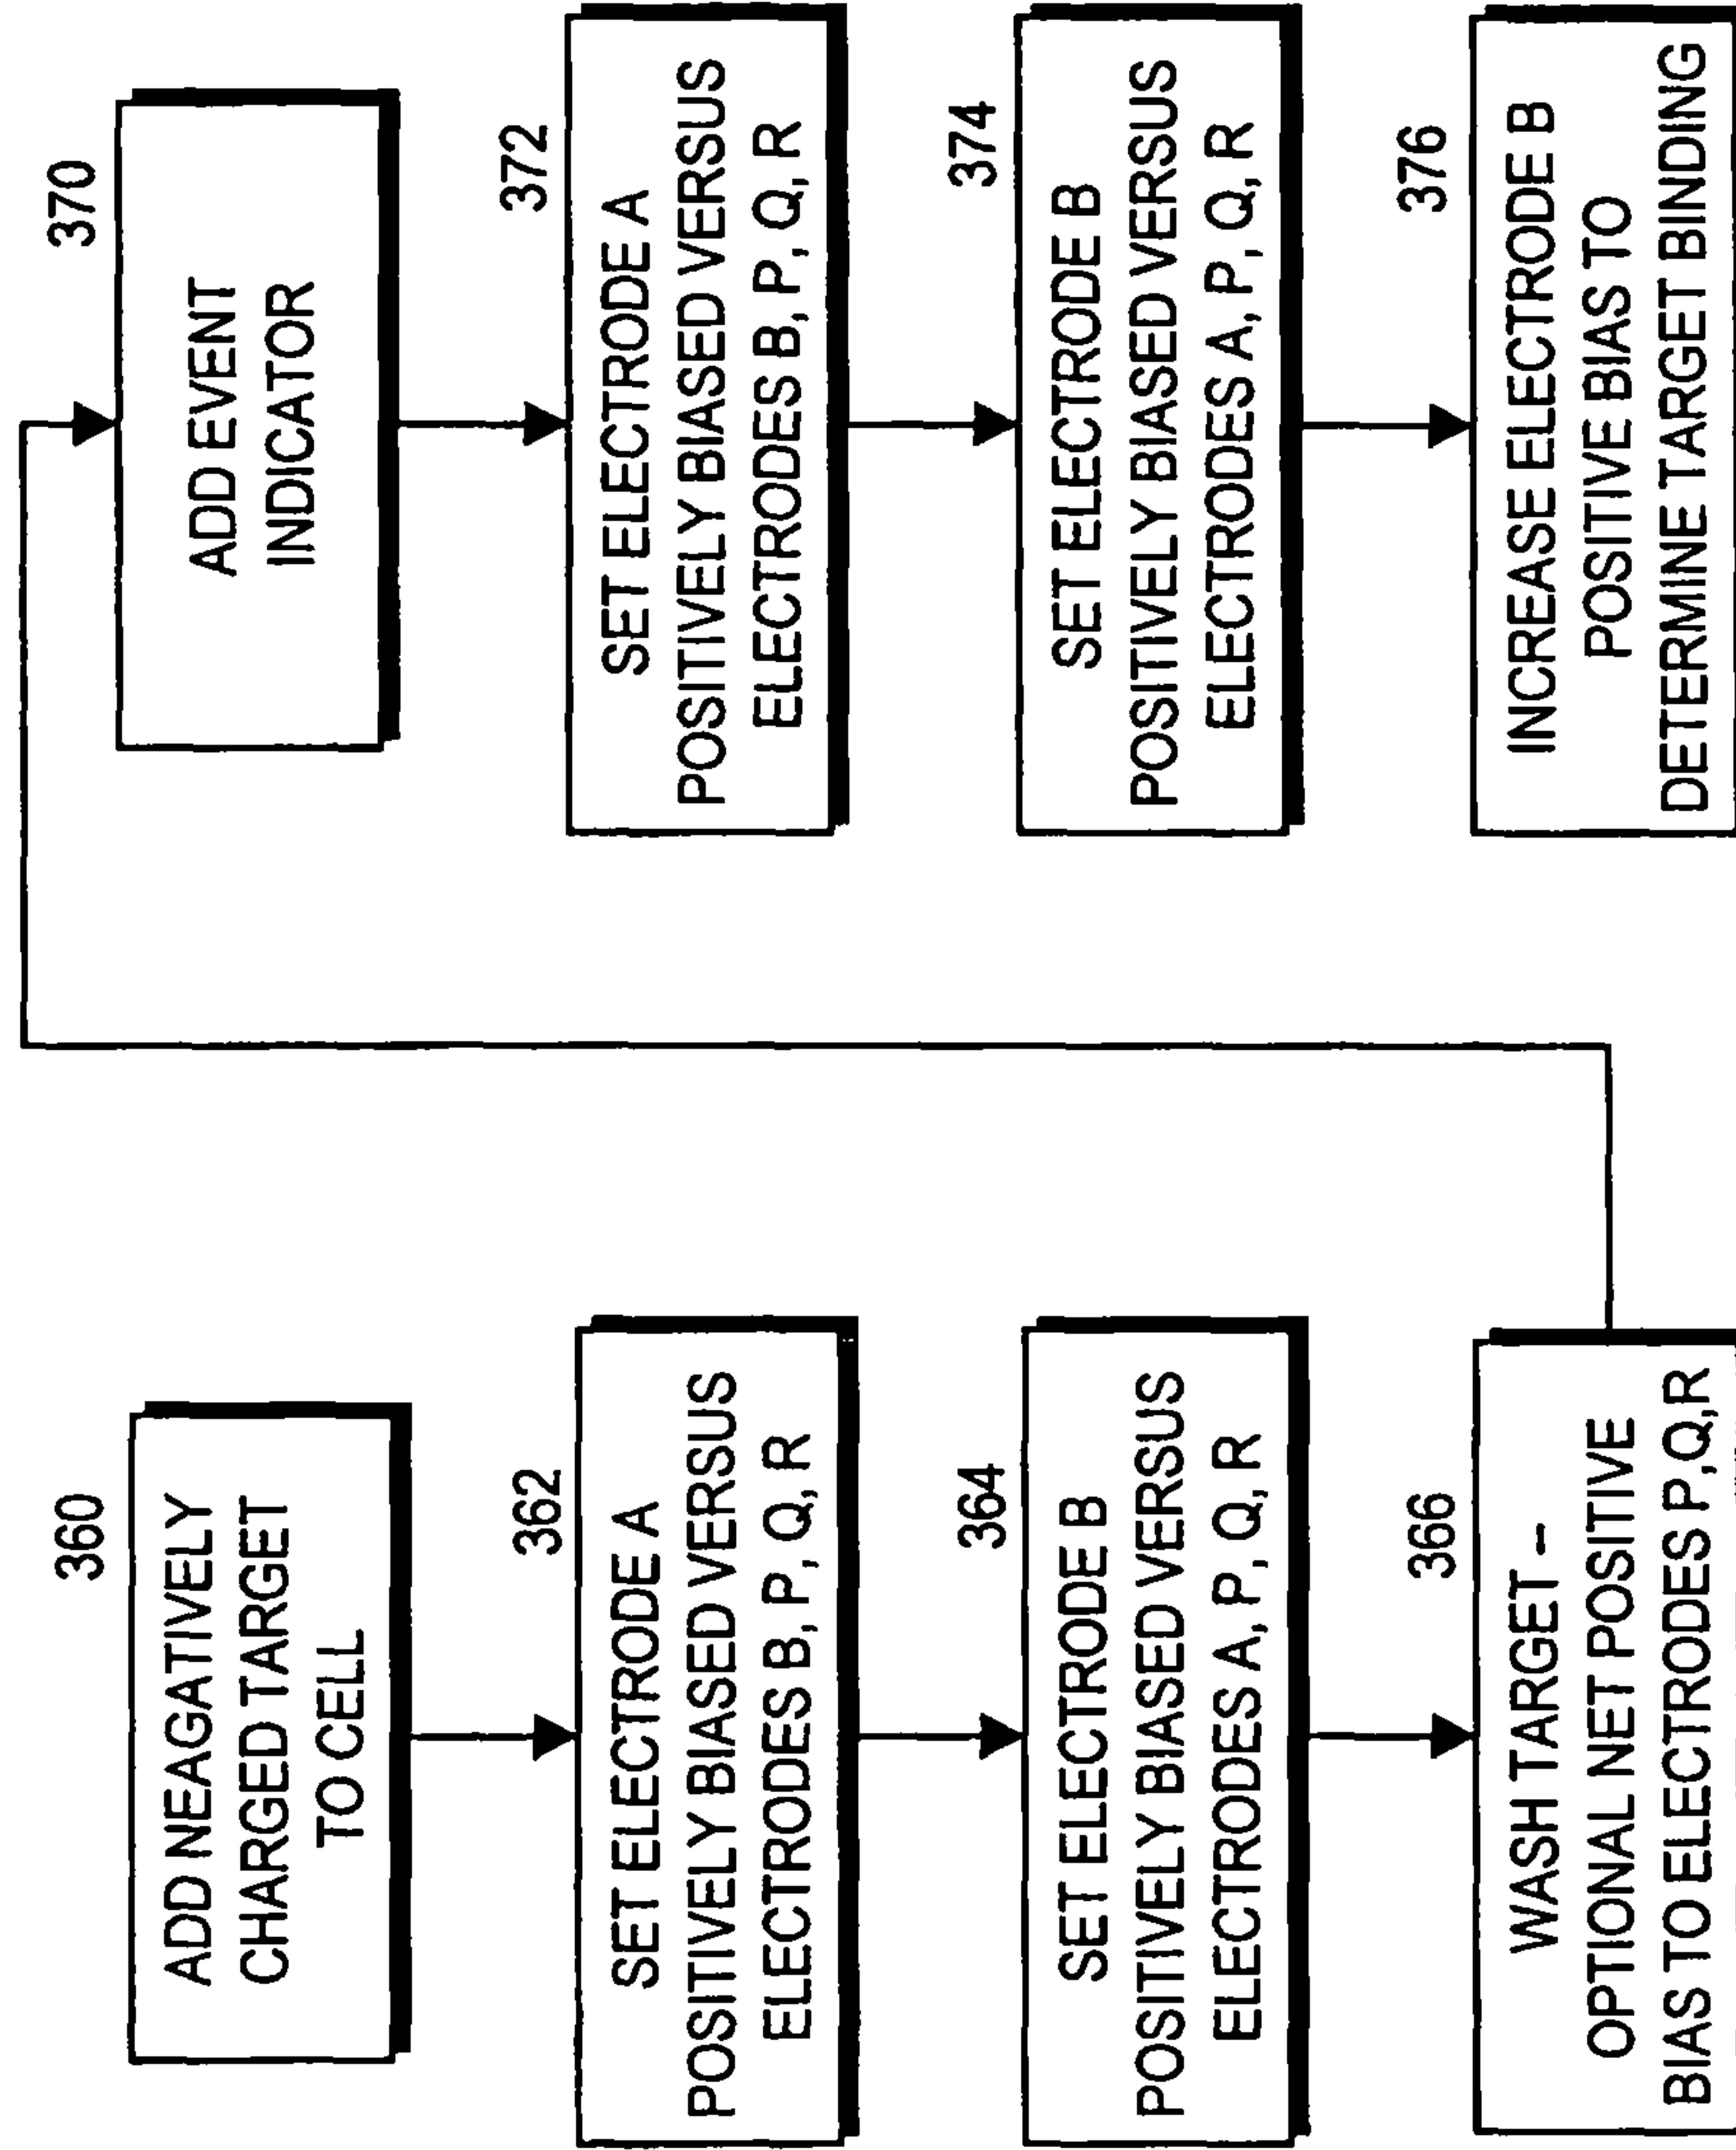 360
ADD NEAGATIVELY
CHARGED TARGET
TO CELL
362
SET ELECTRODE A
POSITIVELY BIASED VERSUS
ELECTRODES B, P, Q, R
364
SET ELECTRODE B
POSITIVELY BIASED VERSUS
ELECTRODES A, P, Q, R
366
WASH TARGET -
OPTIONAL NET POSITIVE
BIAS TO ELECTRODES P,Q,R
370
ADD EVENT
INDICATOR
372
SET ELECTRODE A
POSITIVELY BIASED VERSUS
ELECTRODES B, P, Q, R
374
SET ELECTRODE B
POSITIVELY BIASED VERSUS
ELECTRODES A, P, Q, R
376
INCREASE ELECTRODE B
POSITIVE BIAS TO
DETERMINE TARGET BINDING